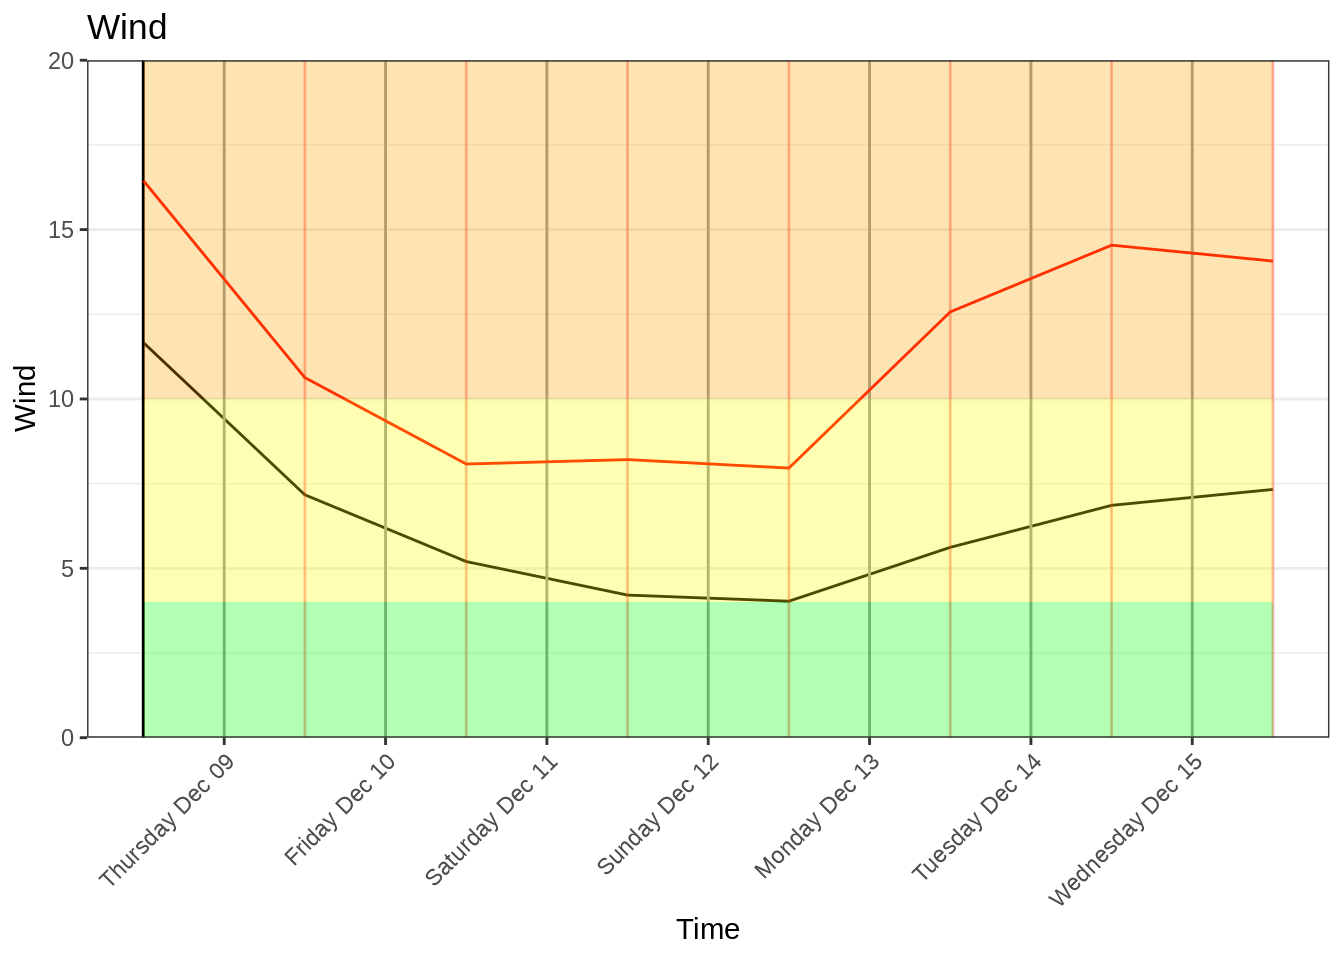 Wind
20
15
10
5
0
Wind
Thursday Dec 09
Friday Dec 10
Saturday Dec 11
Sunday Dec 12
Monday Dec 13
Tuesday Dec 14
Wednesday Dec 15
Time